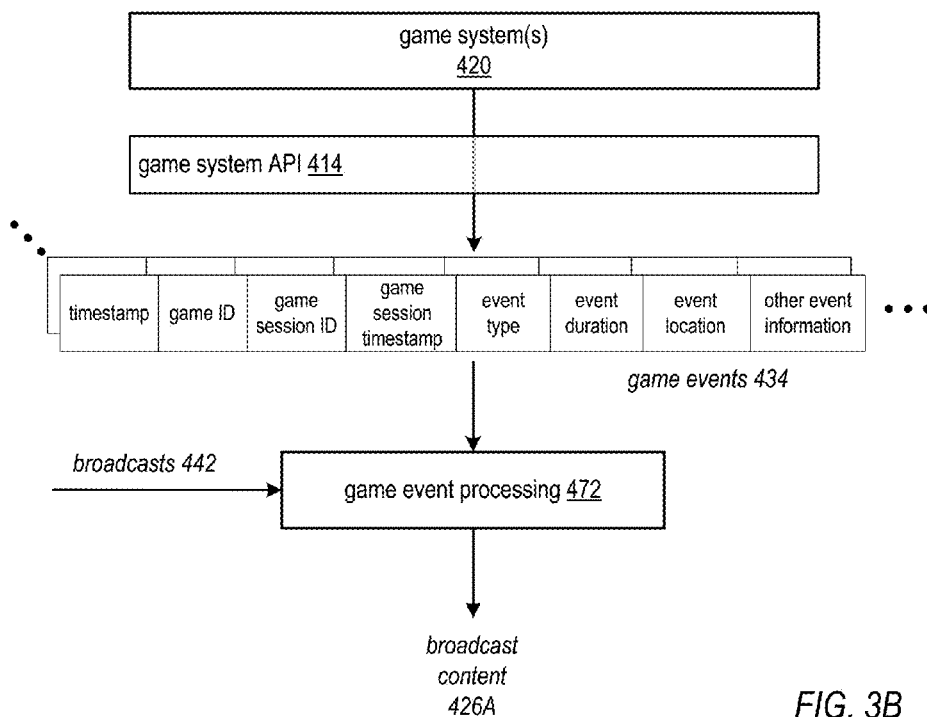 game system(s)
420
game system API 414
timestamp
game ID
game
session ID
game
session
timestamp
event
type
event
duration
event
location
other event
information
game events 434
broadcasts 442
game event processing 472
broadcast
content
426A
FIG. 3B